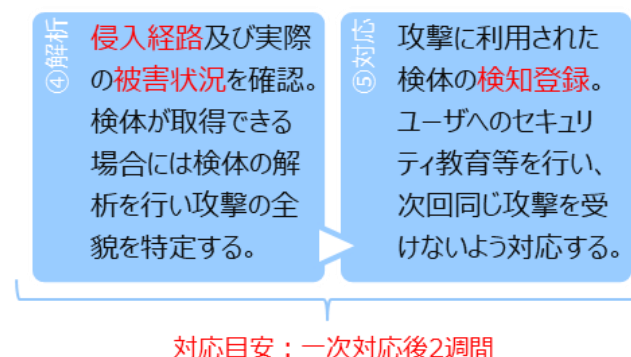 ④解析
侵入経路及び実際
の被害状況を確認。
検体が取得できる
場合には検体の解
析を行い攻撃の全
貌を特定する。
⑤対応
攻撃に利用された
検体の検知登録。
ユーザへのセキュリ
ティ教育等を行い、
次回同じ攻撃を受
けないよう対応する。
対応目安：一次対応後2週間